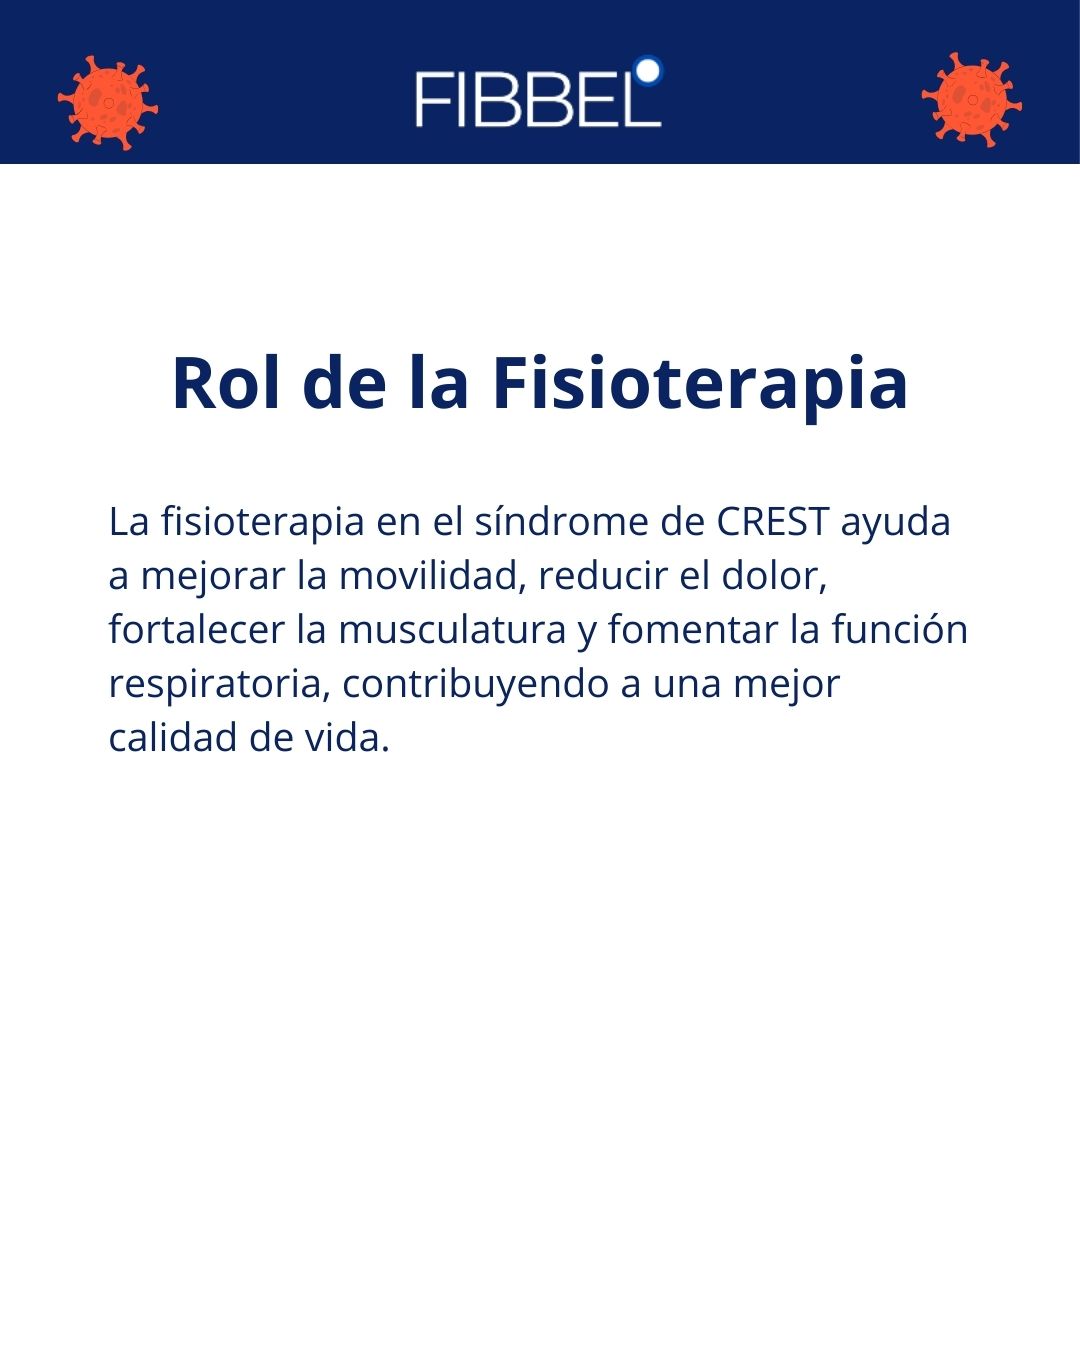 FIBBEL
Rol de la Fisioterapia
La fisioterapia en el síndrome de CREST ayuda
a mejorar la movilidad, reducir el dolor,
fortalecer la musculatura y fomentar la función
respiratoria, contribuyendo a una mejor
calidad de vida.